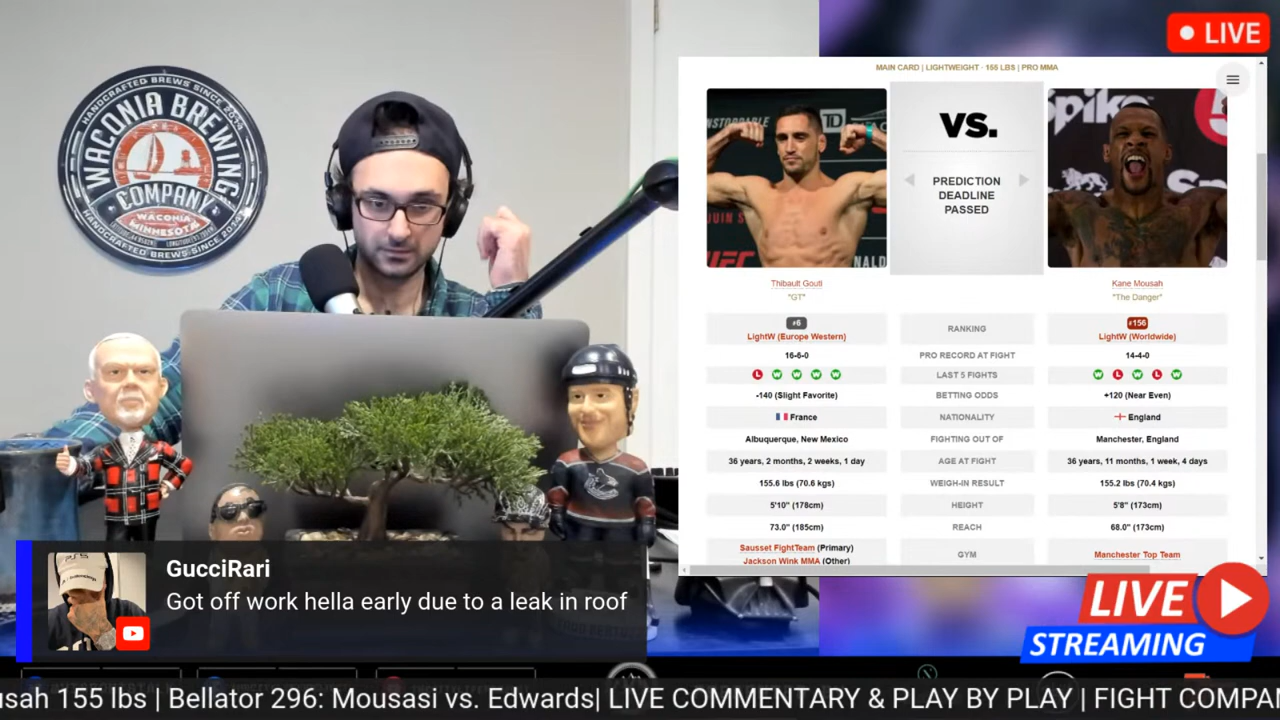 LIVE
HANDCRAFTED BREWS SINCE 2014
WACONIA BREWING
COMPANY
WACONIA
MINNESOTA
HANDCRAFTED BREWS SINCE 2014
MAIN CARD | LIGHTWEIGHT · 155 LBS | PRO MMA
VS.
PREDICTION
DEADLINE
PASSED
UFC
Spike
Thibault Gouti
"GT"
Kane Mousah
"The Danger"
#6
LightW (Europe Western)
RANKING
#156
LightW (Worldwide)
16-6-0 PRO RECORD AT FIGHT 14-4-0
L W W W W LAST 5 FIGHTS W L W L W
-140 (Slight Favorite) BETTING ODDS +120 (Near Even)
France NATIONALITY England
Albuquerque, New Mexico FIGHTING OUT OF Manchester, England
36 years, 2 months, 2 weeks, 1 day AGE AT FIGHT 36 years, 11 months, 1 week, 4 days
155.6 lbs (70.6 kgs) WEIGH-IN RESULT 155.2 lbs (70.4 kgs)
5'10" (178cm) HEIGHT 5'8" (173cm)
73.0" (185cm) REACH 68.0" (173cm)
Sausset FightTeam (Primary)
Jackson Wink MMA (Other)
GYM
Manchester Top Team
GucciRari
Got off work hella early due to a leak in roof
LIVE
STREAMING
usah 155 lbs | Bellator 296: Mousasi vs. Edwards| LIVE COMMENTARY & PLAY BY PLAY | FIGHT COMPA